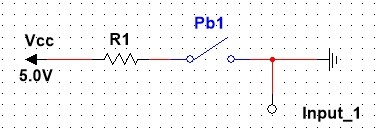 Pb1
Vcc
R1
5.0V
Input_1